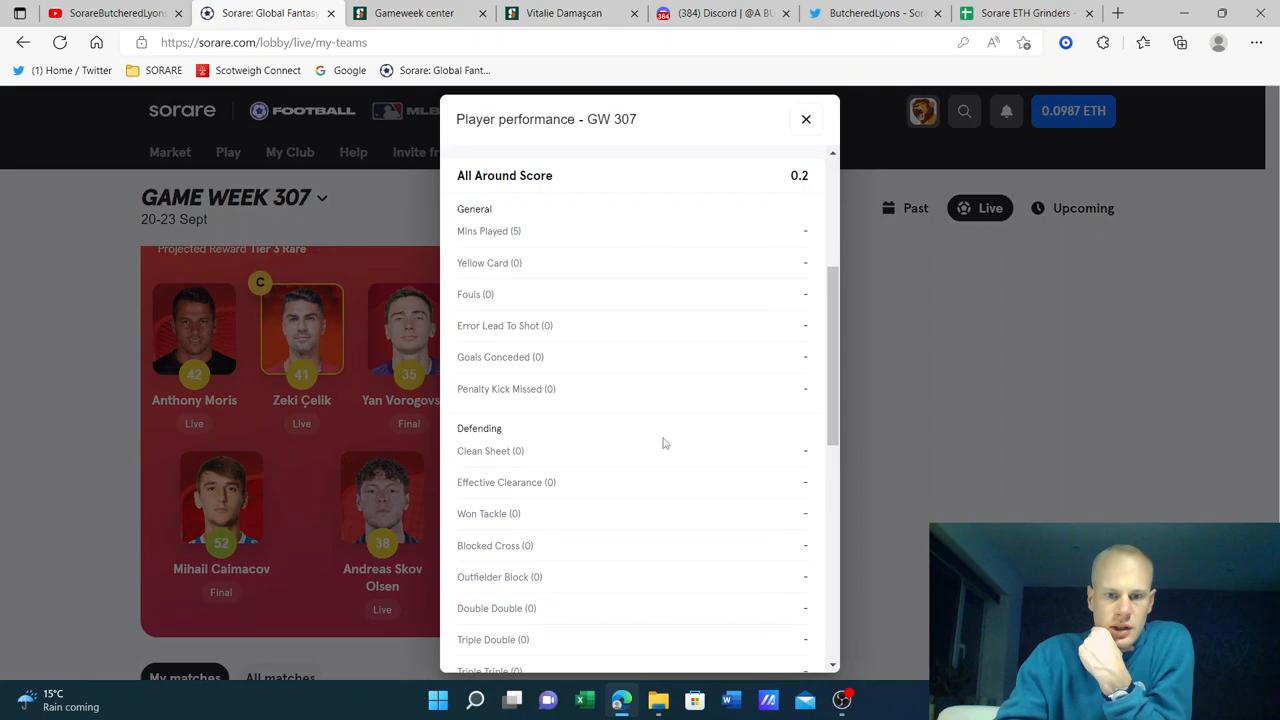 SorareButcheredLyons
Sorare: Global Fantasy
Gameweek center
Vitalie Damaşcan
(384) Discord | @A BU
ButcheredLyons - Sor
Sorare ETH Grinders -
https://sorare.com/lobby/live/my-teams
(1) Home / Twitter
SORARE
Scotweigh Connect
Google
Sorare: Global Fant...
sorare
FOOTBALL
MLB
0.0987 ETH
Market
Play
My Club
Help
Invite fr
GAME WEEK 307
20-23 Sept
Past
Live
Upcoming
Projected Reward Tier 3 Rare
C
42
41
35
Anthony Moris
Zeki Çelik
Yan Vorogovs
Live
Live
Final
52
38
Mihail Caimacov
Andreas Skov
Olsen
Final
Live
My matches
All matches
Player performance - GW 307
All Around Score 0.2
General
Mins Played (5) -
Yellow Card (0) -
Fouls (0) -
Error Lead To Shot (0) -
Goals Conceded (0) -
Penalty Kick Missed (0) -
Defending
Clean Sheet (0) -
Effective Clearance (0) -
Won Tackle (0) -
Blocked Cross (0) -
Outfielder Block (0) -
Double Double (0) -
Triple Double (0) -
Triple Triple (0) -
15°C
Rain coming